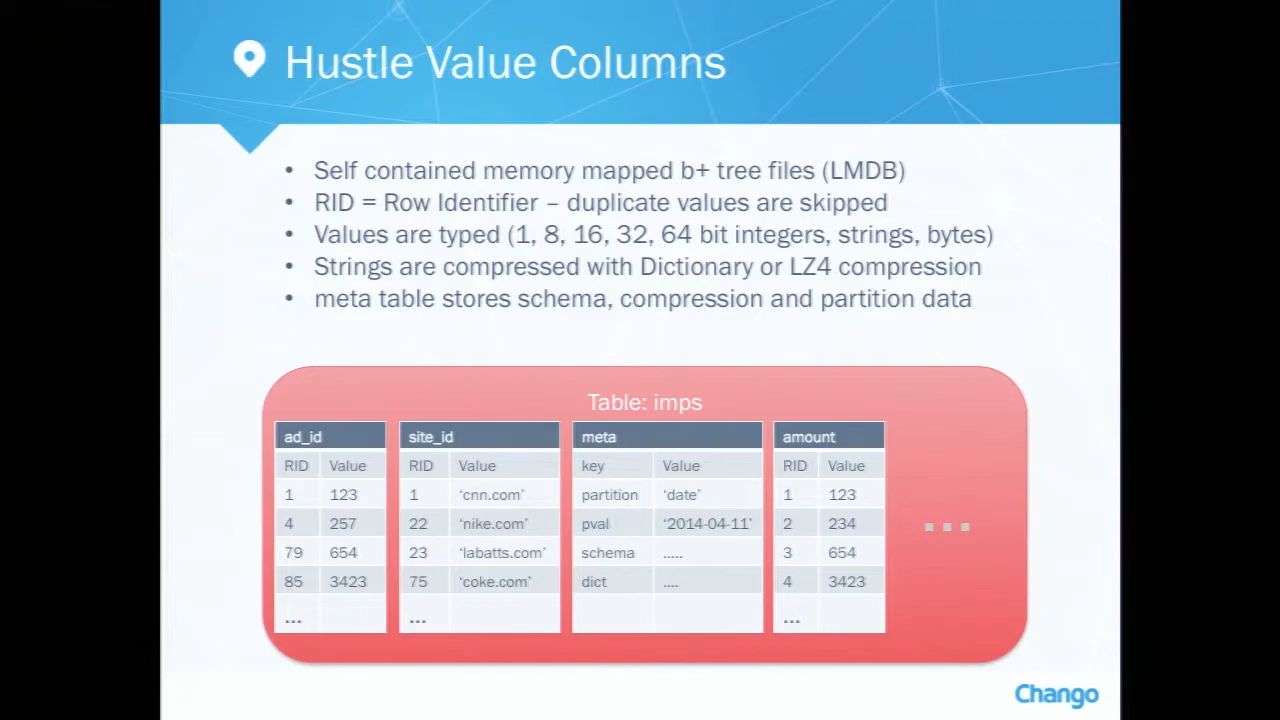 Hustle Value Columns
• Self contained memory mapped b+ tree files (LMDB)
• RID = Row Identifier – duplicate values are skipped
• Values are typed (1, 8, 16, 32, 64 bit integers, strings, bytes)
• Strings are compressed with Dictionary or LZ4 compression
• meta table stores schema, compression and partition data
Table: imps
ad_id site_id meta amount
RID Value RID Value key Value RID Value
1 123 1 ‘cnn.com’ partition ‘date’ 1 123
4 257 22 ‘nike.com’ pval ‘2014-04-11’ 2 234
79 654 23 ‘labatts.com’ schema ..... 3 654
85 3423 75 ‘coke.com’ dict .... 4 3423
... ... ...
...
Chango